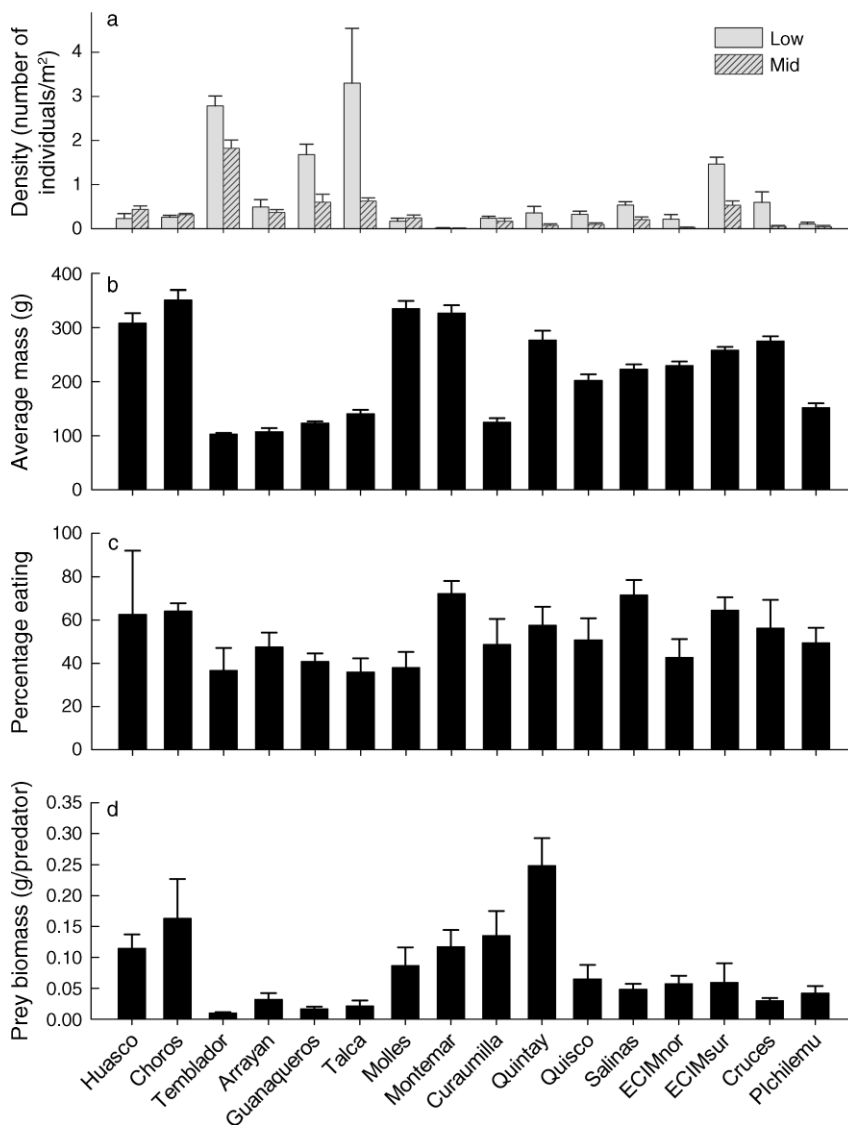 a
Low
Mid
Density (number of
individuals/m²)
4
3
2
1
0
b
Average mass (g)
400
300
200
100
0
c
Percentage eating
100
80
60
40
20
0
d
Prey biomass (g/predator)
0.35
0.30
0.25
0.20
0.15
0.10
0.05
0.00
Huasco
Choros
Temblador
Arrayan
Guanaqueros
Talca
Molles
Montemar
Curaumilla
Quintay
Quisco
Salinas
ECIMnor
ECIMsur
Cruces
PIchilemu